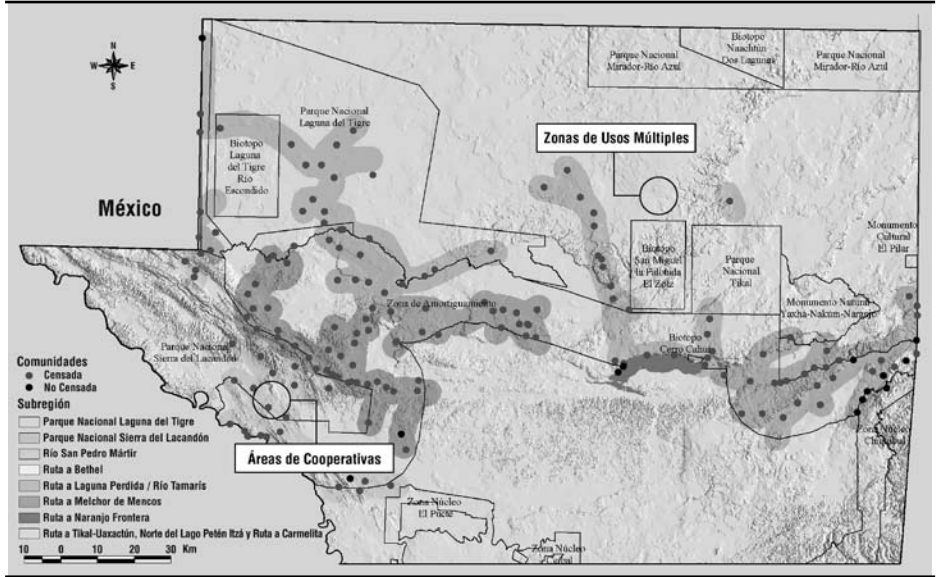 N
W E
S
Parque Nacional
Mirador-Río Azul
Biotopo
Naachtún
Dos Lagunas
Parque Nacional
Mirador-Río Azul
Parque Nacional
Laguna del Tigre
Biotopo
Laguna
del Tigre
Río
Escondido
Zonas de Usos Múltiples
México
Monumento
Cultural
El Pilar
Biotopo
San Miguel
la Palotada
El Zotz
Parque
Nacional
Tikal
Zona de Amortiguamiento
Monumento Natural
Yaxhá-Nakum-Naranjo
Biotopo
Cerro Cahuí
Parque Nacional
Sierra del Lacandón
Comunidades
Censada
No Censada
Subregión
Parque Nacional Laguna del Tigre
Parque Nacional Sierra del Lacandón
Río San Pedro Mártir
Ruta a Bethel
Ruta a Laguna Perdida / Río Tamarís
Ruta a Melchor de Mencos
Ruta a Naranjo Frontera
Ruta a Tikal-Uaxactún, Norte del Lago Petén Itzá y Ruta a Carmelita
Áreas de Cooperativas
Zona Núcleo
Zona Núcleo
El Pucté
Zona Núcleo
10 0 10 20 30 Km